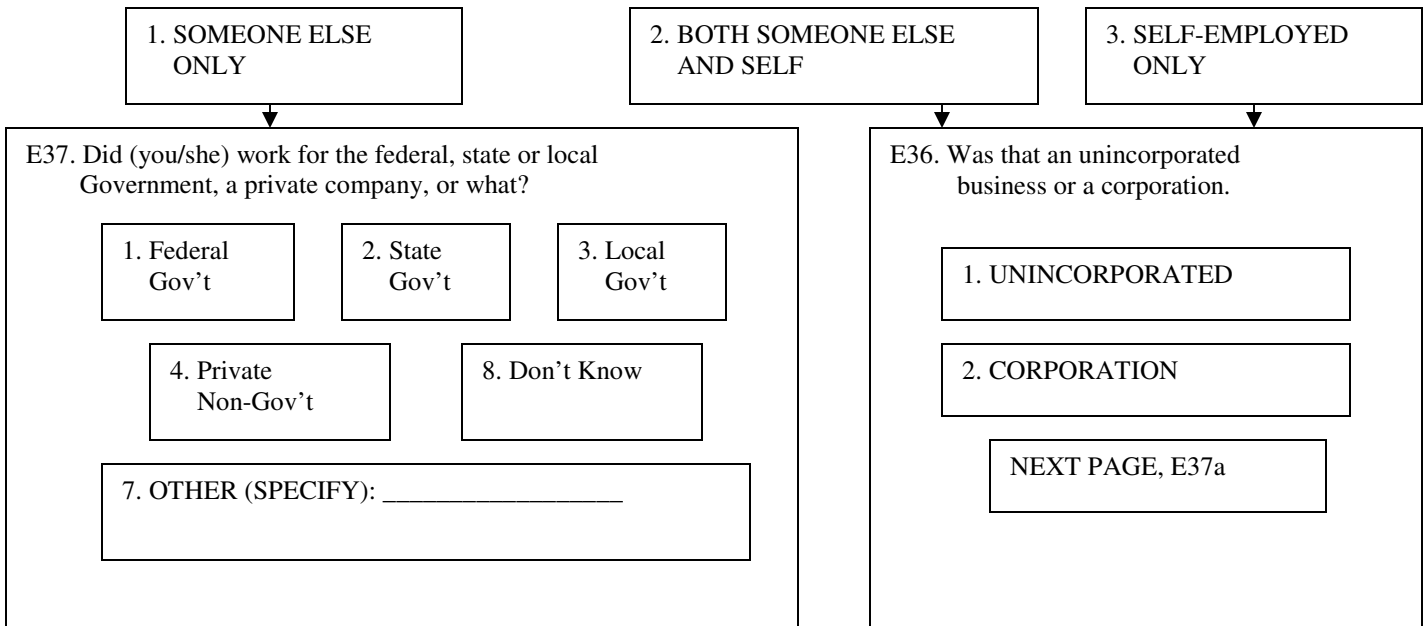 1. SOMEONE ELSE
ONLY
2. BOTH SOMEONE ELSE
AND SELF
3. SELF-EMPLOYED
ONLY
E37. Did (you/she) work for the federal, state or local
Government, a private company, or what?
1. Federal
Gov't
2. State
Gov't
3. Local
Gov't
4. Private
Non-Gov't
8. Don't Know
7. OTHER (SPECIFY): __________________
E36. Was that an unincorporated
business or a corporation.
1. UNINCORPORATED
2. CORPORATION
NEXT PAGE, E37a